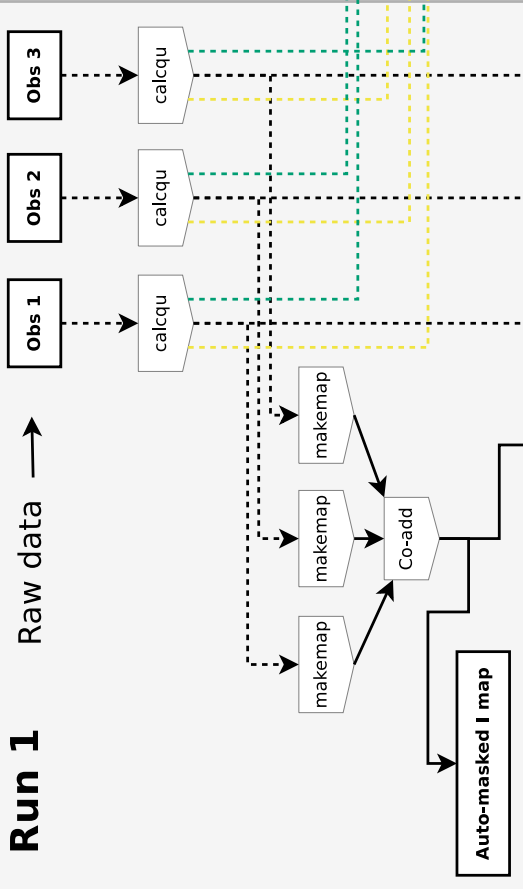 Run 1
Raw data
Obs 1
Obs 2
Obs 3
calcqu
calcqu
calcqu
makemap
makemap
makemap
Co-add
Auto-masked I map